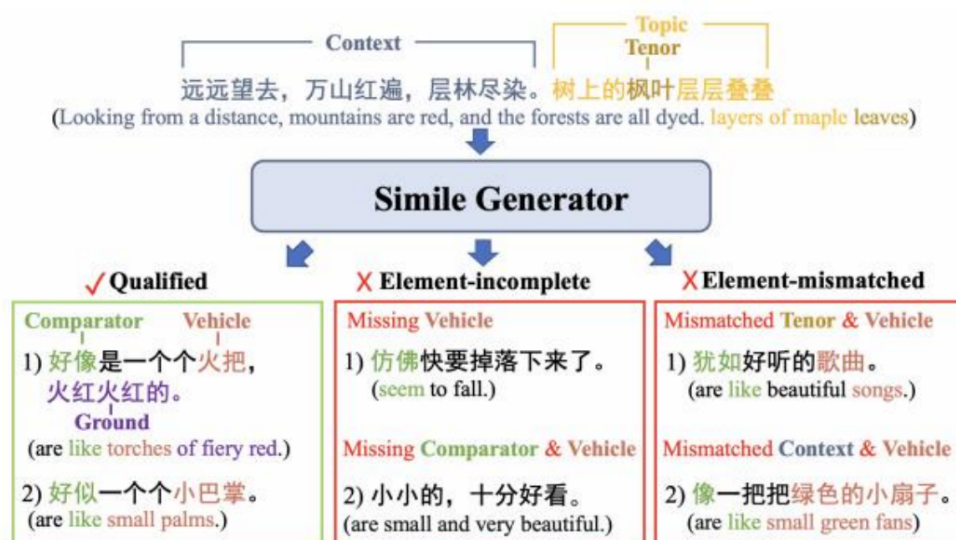 Context
Topic
Tenor
远远望去，万山红遍，层林尽染。树上的枫叶层层叠叠
(Looking from a distance, mountains are red, and the forests are all dyed. layers of maple leaves)
Simile Generator
✓ Qualified
Comparator Vehicle
1) 好像是一个个火把，
火红火红的。
Ground
(are like torches of fiery red.)
2) 好似一个个小巴掌。
(are like small palms.)
✗ Element-incomplete
Missing Vehicle
1) 仿佛快要掉落下来了。
(seem to fall.)
Missing Comparator & Vehicle
2) 小小的，十分好看。
(are small and very beautiful.)
✗ Element-mismatched
Mismatched Tenor & Vehicle
1) 犹如好听的歌曲。
(are like beautiful songs.)
Mismatched Context & Vehicle
2) 像一把把绿色的小扇子。
(are like small green fans)